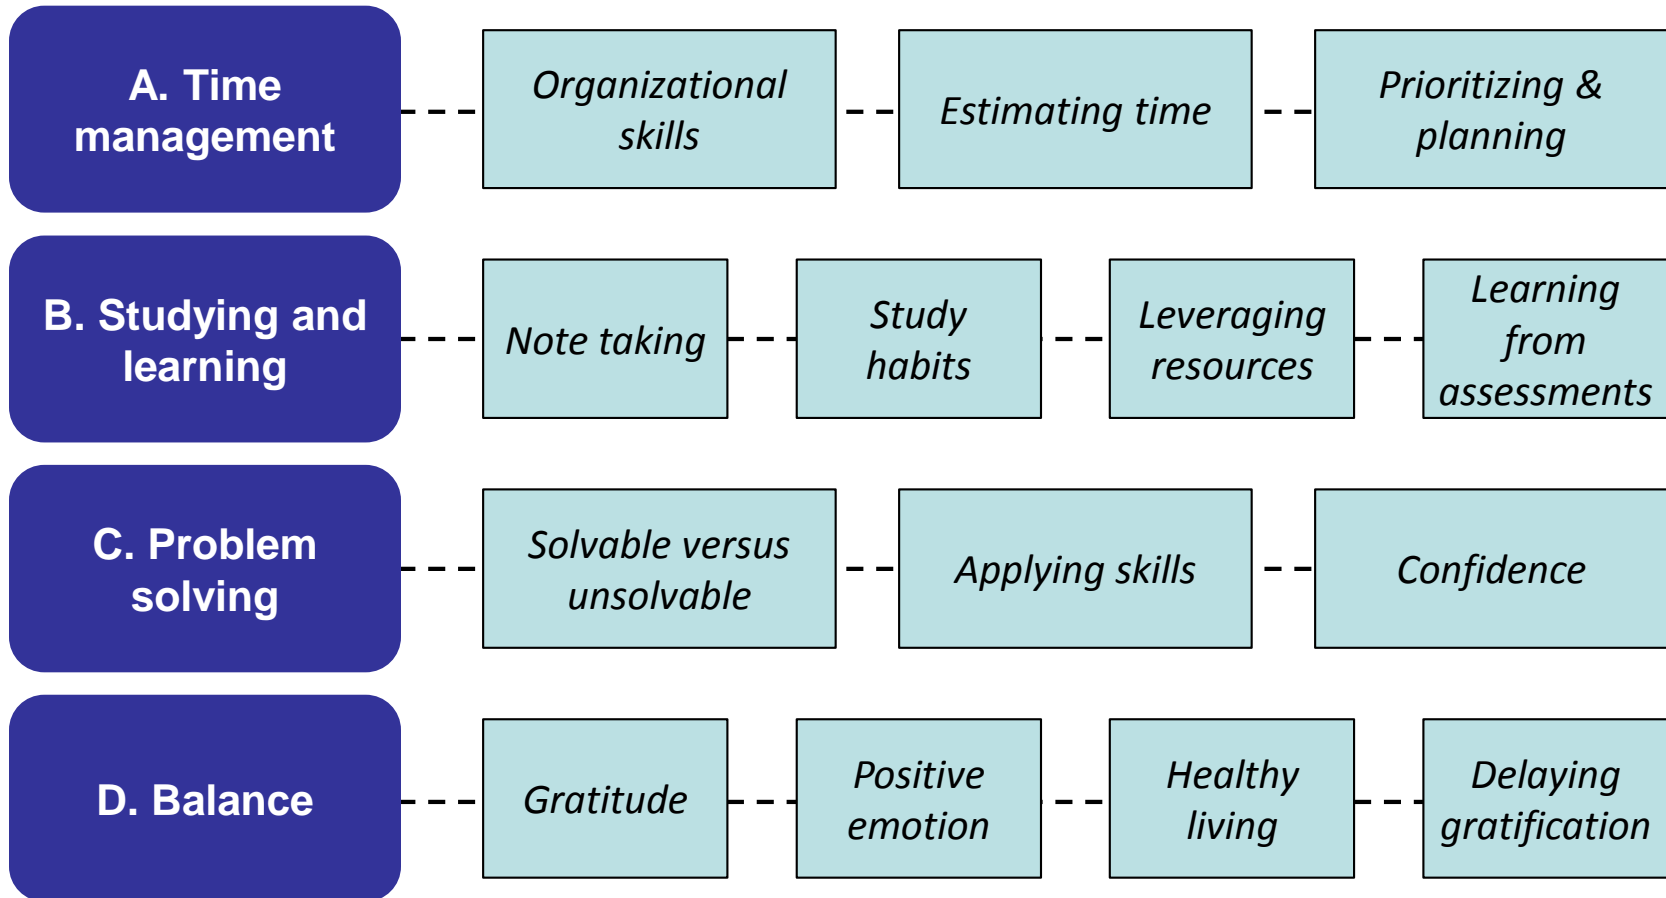 A. Time
management
Organizational
skills
Estimating time
Prioritizing &
planning
B. Studying and
learning
Note taking
Study
habits
Leveraging
resources
Learning
from
assessments
C. Problem
solving
Solvable versus
unsolvable
Applying skills
Confidence
D. Balance
Gratitude
Positive
emotion
Healthy
living
Delaying
gratification